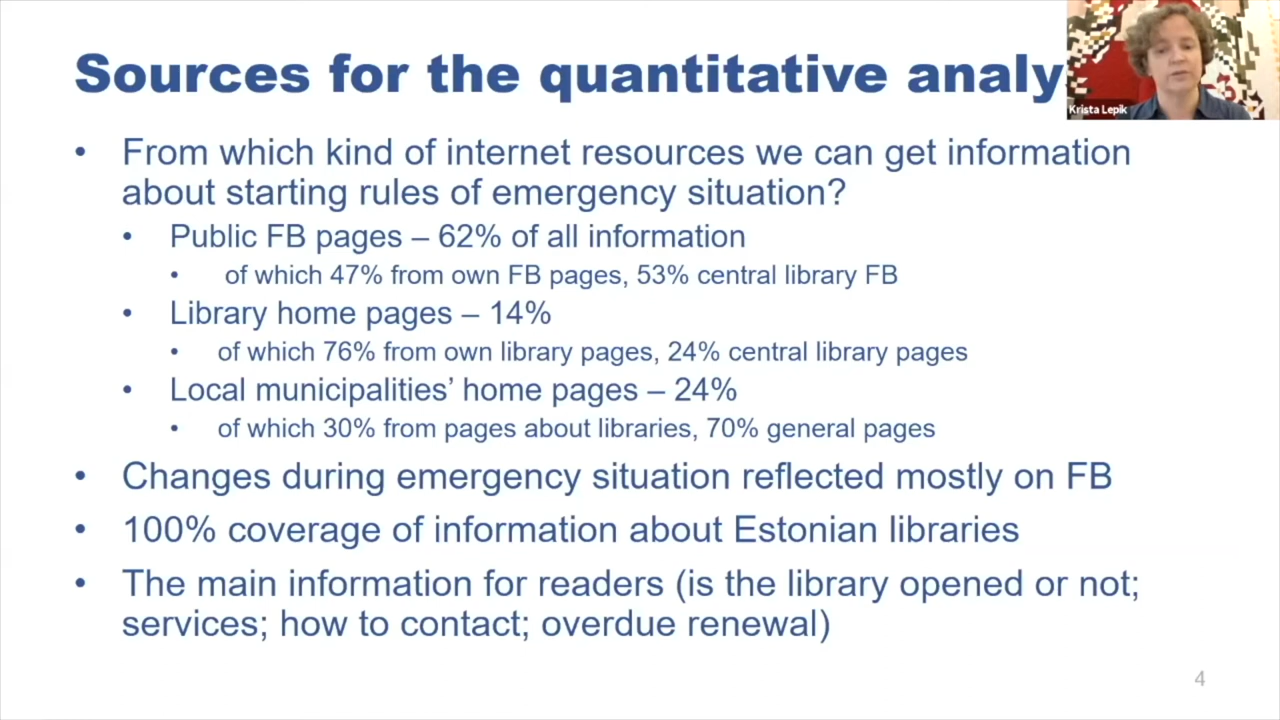 Sources for the quantitative analy
Krista Lepik
• From which kind of internet resources we can get information
about starting rules of emergency situation?
• Public FB pages – 62% of all information
• of which 47% from own FB pages, 53% central library FB
• Library home pages – 14%
• of which 76% from own library pages, 24% central library pages
• Local municipalities’ home pages – 24%
• of which 30% from pages about libraries, 70% general pages
• Changes during emergency situation reflected mostly on FB
• 100% coverage of information about Estonian libraries
• The main information for readers (is the library opened or not;
services; how to contact; overdue renewal)
4